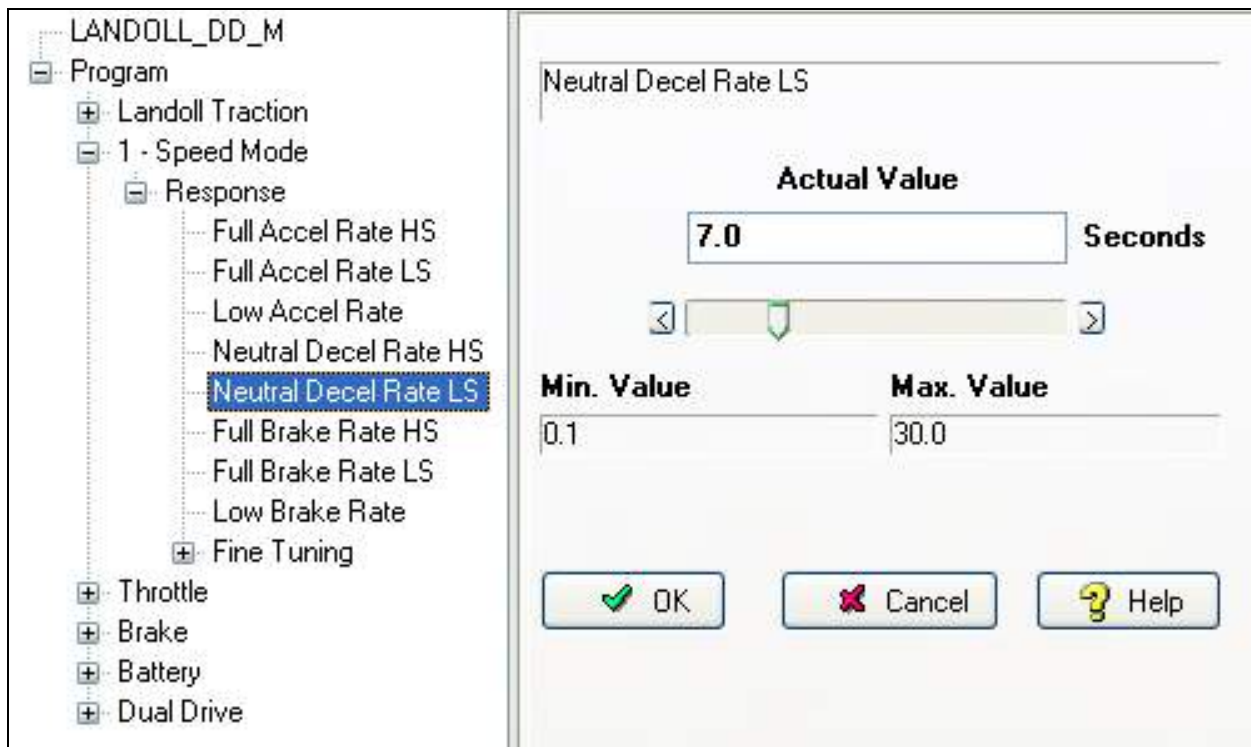 LANDOLL_DD_M
Program
Landoll Traction
1 - Speed Mode
Response
Full Accel Rate HS
Full Accel Rate LS
Low Accel Rate
Neutral Decel Rate HS
Neutral Decel Rate LS
Full Brake Rate HS
Full Brake Rate LS
Low Brake Rate
Fine Tuning
Throttle
Brake
Battery
Dual Drive
Neutral Decel Rate LS
Actual Value
7.0 Seconds
Min. Value Max. Value
0.1 30.0
OK Cancel Help